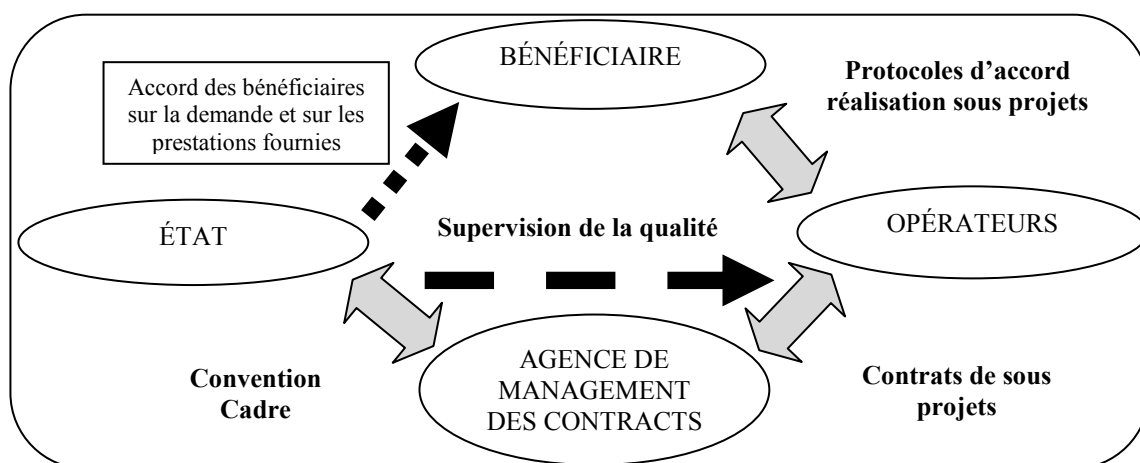 BÉNÉFICIAIRE
Accord des bénéficiaires
sur la demande et sur les
prestations fournies
Protocoles d’accord
réalisation sous projets
ÉTAT
Supervision de la qualité
OPÉRATEURS
Convention
Cadre
AGENCE DE
MANAGEMENT
DES CONTRACTS
Contrats de sous
projets